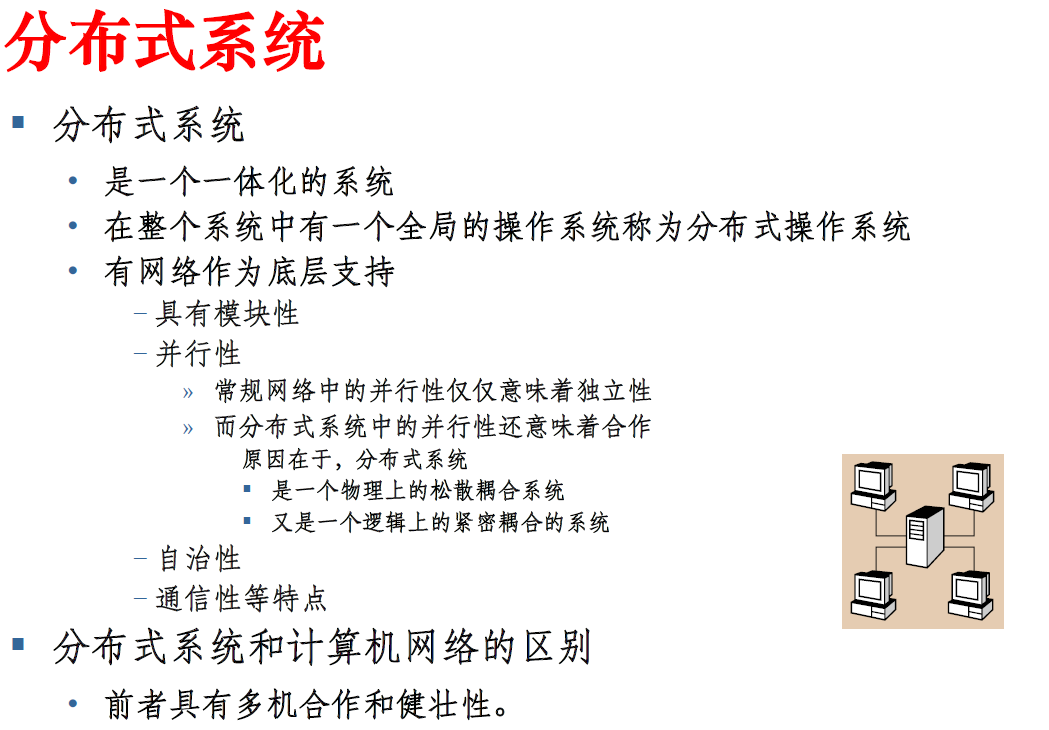 分布式系统
▪ 分布式系统
• 是一个一体化的系统
• 在整个系统中有一个全局的操作系统称为分布式操作系统
• 有网络作为底层支持
– 具有模块性
– 并行性
» 常规网络中的并行性仅仅意味着独立性
» 而分布式系统中的并行性还意味着合作
原因在于，分布式系统
▪ 是一个物理上的松散耦合系统
▪ 又是一个逻辑上的紧密耦合的系统
– 自治性
– 通信性等特点
▪ 分布式系统和计算机网络的区别
• 前者具有多机合作和健壮性。